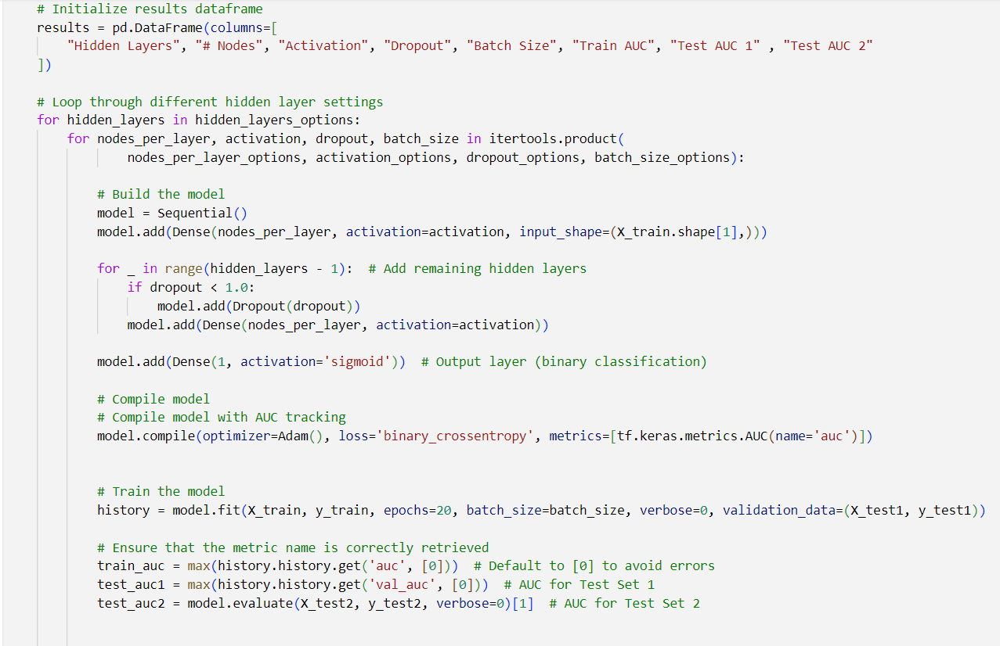 # Initialize results dataframe
results = pd.DataFrame(columns=[
    "Hidden Layers", "# Nodes", "Activation", "Dropout", "Batch Size", "Train AUC", "Test AUC 1" , "Test AUC 2"
])
# Loop through different hidden layer settings
for hidden_layers in hidden_layers_options:
    for nodes_per_layer, activation, dropout, batch_size in itertools.product(
            nodes_per_layer_options, activation_options, dropout_options, batch_size_options):
        # Build the model
        model = Sequential()
        model.add(Dense(nodes_per_layer, activation=activation, input_shape=(X_train.shape[1],)))
        for _ in range(hidden_layers - 1):  # Add remaining hidden layers
            if dropout < 1.0:
                model.add(Dropout(dropout))
            model.add(Dense(nodes_per_layer, activation=activation))
        model.add(Dense(1, activation='sigmoid'))  # Output layer (binary classification)
        # Compile model
        # Compile model with AUC tracking
        model.compile(optimizer=Adam(), loss='binary_crossentropy', metrics=[tf.keras.metrics.AUC(name='auc')])
        # Train the model
        history = model.fit(X_train, y_train, epochs=20, batch_size=batch_size, verbose=0, validation_data=(X_test1, y_test1))
        # Ensure that the metric name is correctly retrieved
        train_auc = max(history.history.get('auc', [0]))  # Default to [0] to avoid errors
        test_auc1 = max(history.history.get('val_auc', [0]))  # AUC for Test Set 1
        test_auc2 = model.evaluate(X_test2, y_test2, verbose=0)[1]  # AUC for Test Set 2